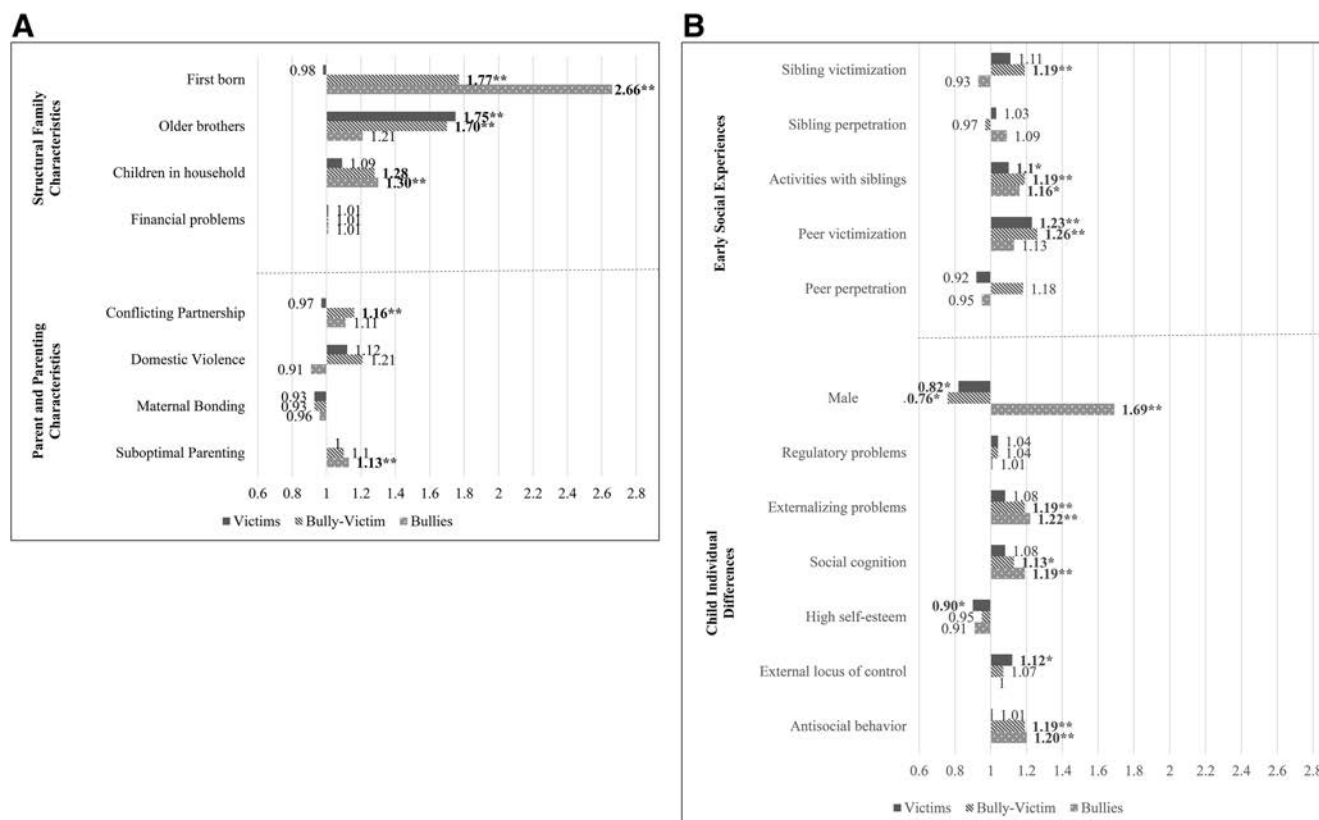 A
Structural Family
Characteristics
First born
0.98
1.77**
2.66**
Older brothers
1.75**
1.70**
1.21
Children in household
1.09
1.28
1.30**
Financial problems
1.01
1.01
1.01
Parent and Parenting
Characteristics
Conflicting Partnership
0.97
1.16**
1.11
Domestic Violence
1.12
1.21
0.91
Maternal Bonding
0.93
0.93
0.96
Suboptimal Parenting
1
1.1
1.13**
0.6 0.8 1 1.2 1.4 1.6 1.8 2 2.2 2.4 2.6 2.8
Victims Bully-Victim Bullies
B
Early Social Experiences
Sibling victimization
1.11
1.19**
0.93
Sibling perpetration
1.03
0.97
1.09
Activities with siblings
1.1*
1.19**
1.16*
Peer victimization
1.23**
1.26**
1.13
Peer perpetration
0.92
1.18
0.95
Child Individual
Differences
Male
0.82*
0.76*
1.69**
Regulatory problems
1.04
1.04
1.01
Externalizing problems
1.08
1.19**
1.22**
Social cognition
1.08
1.13*
1.19**
High self-esteem
0.90*
0.95
0.91
External locus of control
1.12*
1.07
1
Antisocial behavior
1.01
1.19**
1.20**
0.6 0.8 1 1.2 1.4 1.6 1.8 2 2.2 2.4 2.6 2.8
Victims Bully-Victim Bullies